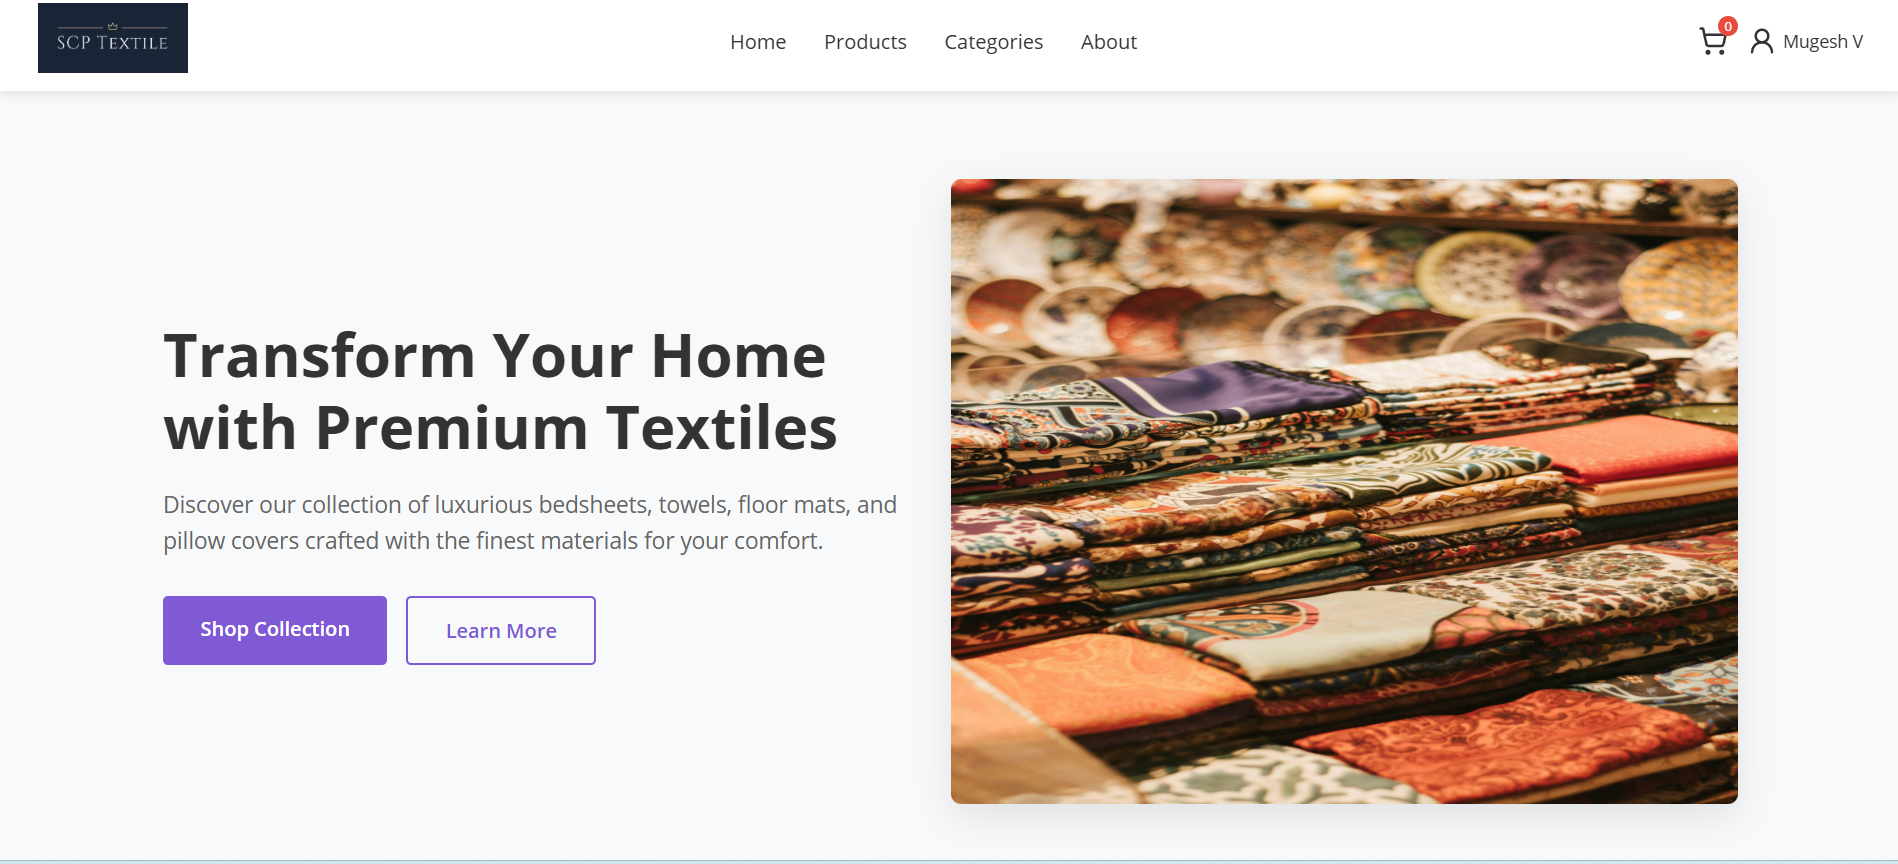 SCP TEXTILE
Home
Products
Categories
About
0
Mugesh V
Transform Your Home
with Premium Textiles
Discover our collection of luxurious bedsheets, towels, floor mats, and
pillow covers crafted with the finest materials for your comfort.
Shop Collection
Learn More